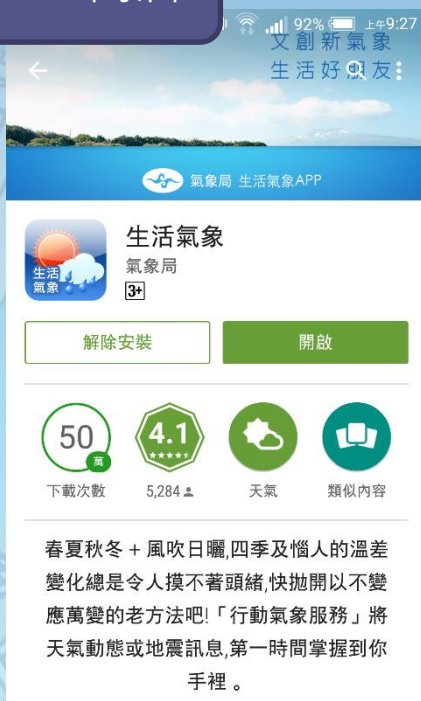 92% 上午9:27
文創新氣象
生活好朋友
氣象局 生活氣象APP
生活氣象
氣象局
3+
生活
氣象
解除安裝
開啟
50
萬
4.1
下載次數
5,284
天氣
類似內容
春夏秋冬 + 風吹日曬,四季及惱人的溫差
變化總是令人摸不著頭緒,快拋開以不變
應萬變的老方法吧!「行動氣象服務」將
天氣動態或地震訊息,第一時間掌握到你
手裡。